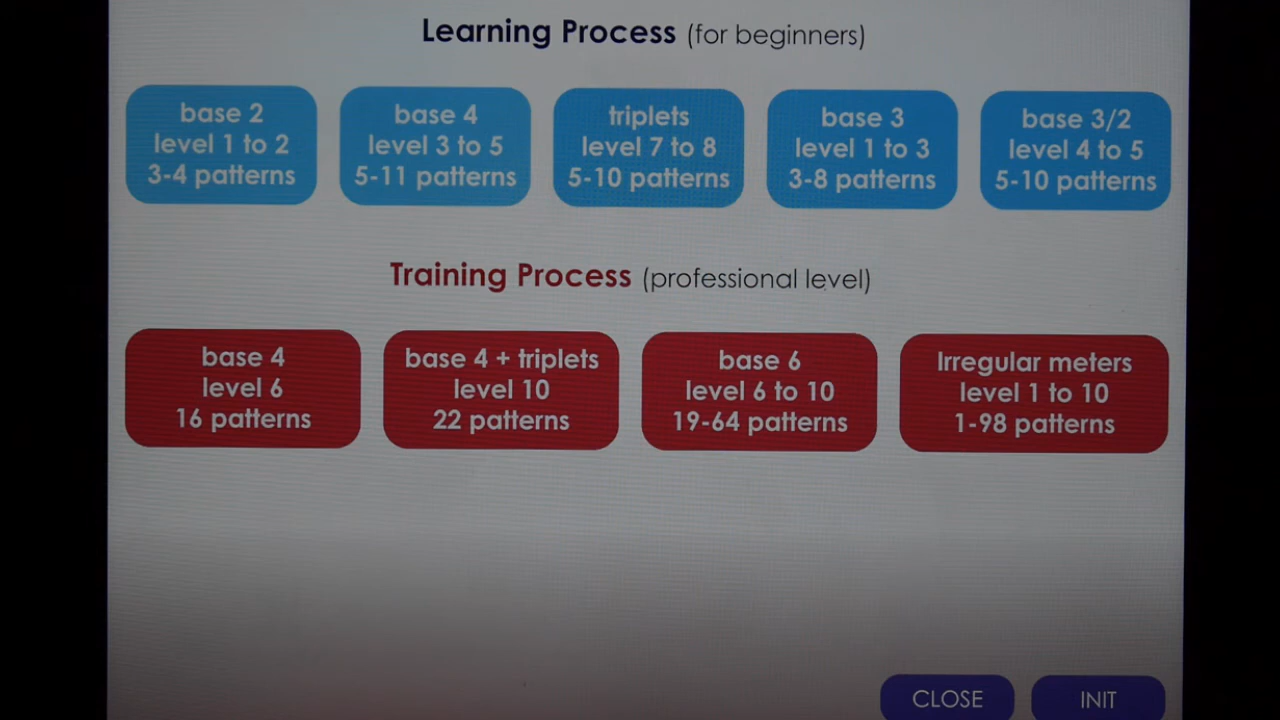 Learning Process (for beginners)
base 2
level 1 to 2
3-4 patterns
base 4
level 3 to 5
5-11 patterns
triplets
level 7 to 8
5-10 patterns
base 3
level 1 to 3
3-8 patterns
base 3/2
level 4 to 5
5-10 patterns
Training Process (professional level)
base 4
level 6
16 patterns
base 4 + triplets
level 10
22 patterns
base 6
level 6 to 10
19-64 patterns
Irregular meters
level 1 to 10
1-98 patterns
CLOSE
INIT